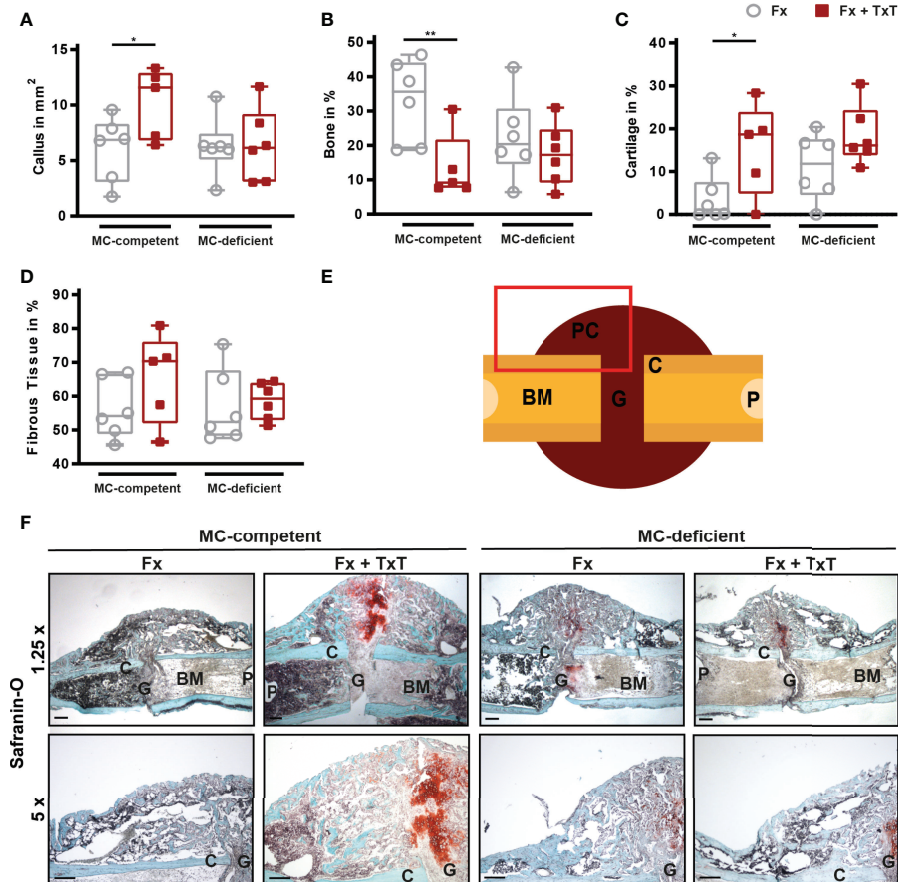 A
B
C
Fx
Fx + TxT
*
**
*
Callus in mm²
15
10
5
0
Bone in %
50
40
30
20
10
0
Cartilage in %
40
30
20
10
0
MC-competent
MC-deficient
MC-competent
MC-deficient
MC-competent
MC-deficient
D
E
Fibrous Tissue in %
90
80
70
60
50
40
MC-competent
MC-deficient
PC
C
BM
G
P
F
MC-competent
MC-deficient
Fx
Fx + TxT
Fx
Fx + TxT
Safranin-O
1.25 x
C
G
BM
P
P
C
G
BM
C
G
BM
P
C
G
BM
5 x
C
G
C
G
C
G
C
G